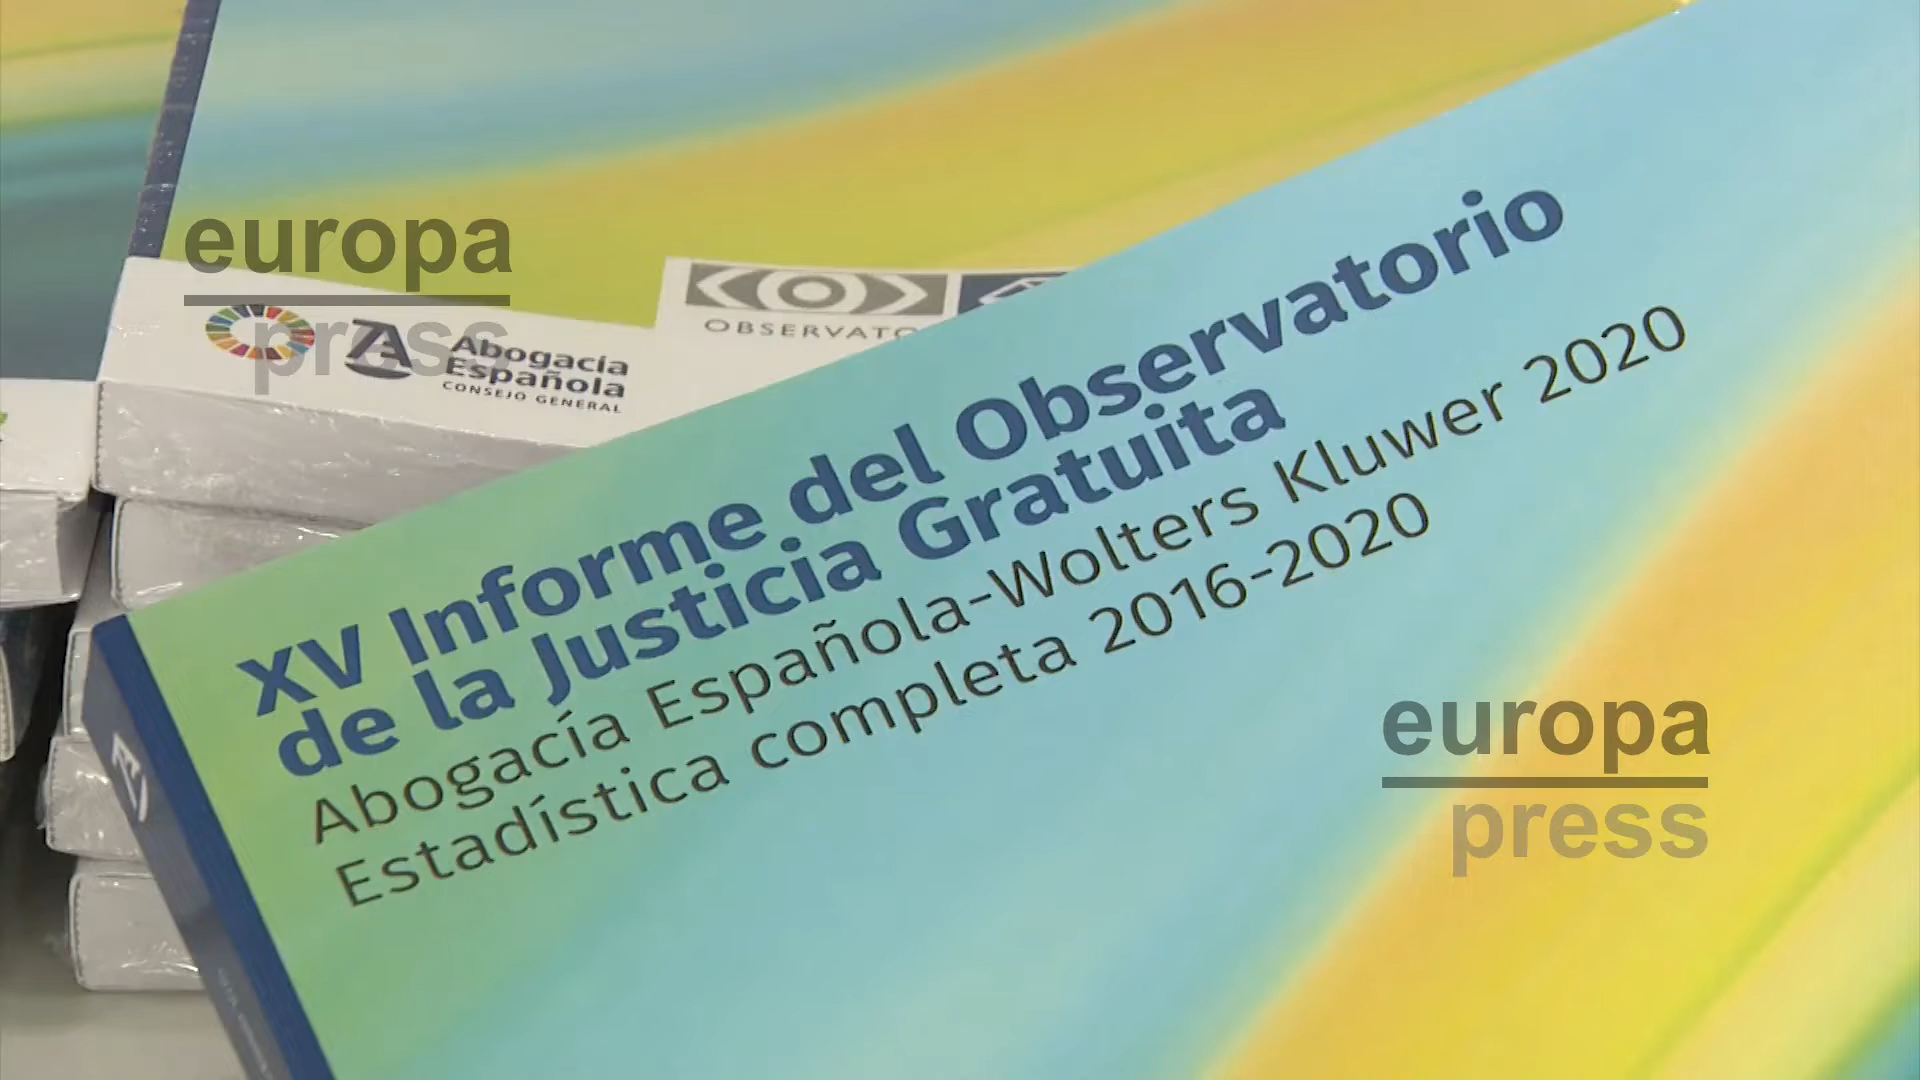 europa
press
Abogacía
Española
CONSEJO GENERAL
XV Informe del Observatorio
de la Justicia Gratuita
Abogacía Española-Wolters Kluwer 2020
Estadística completa 2016-2020
europa
press